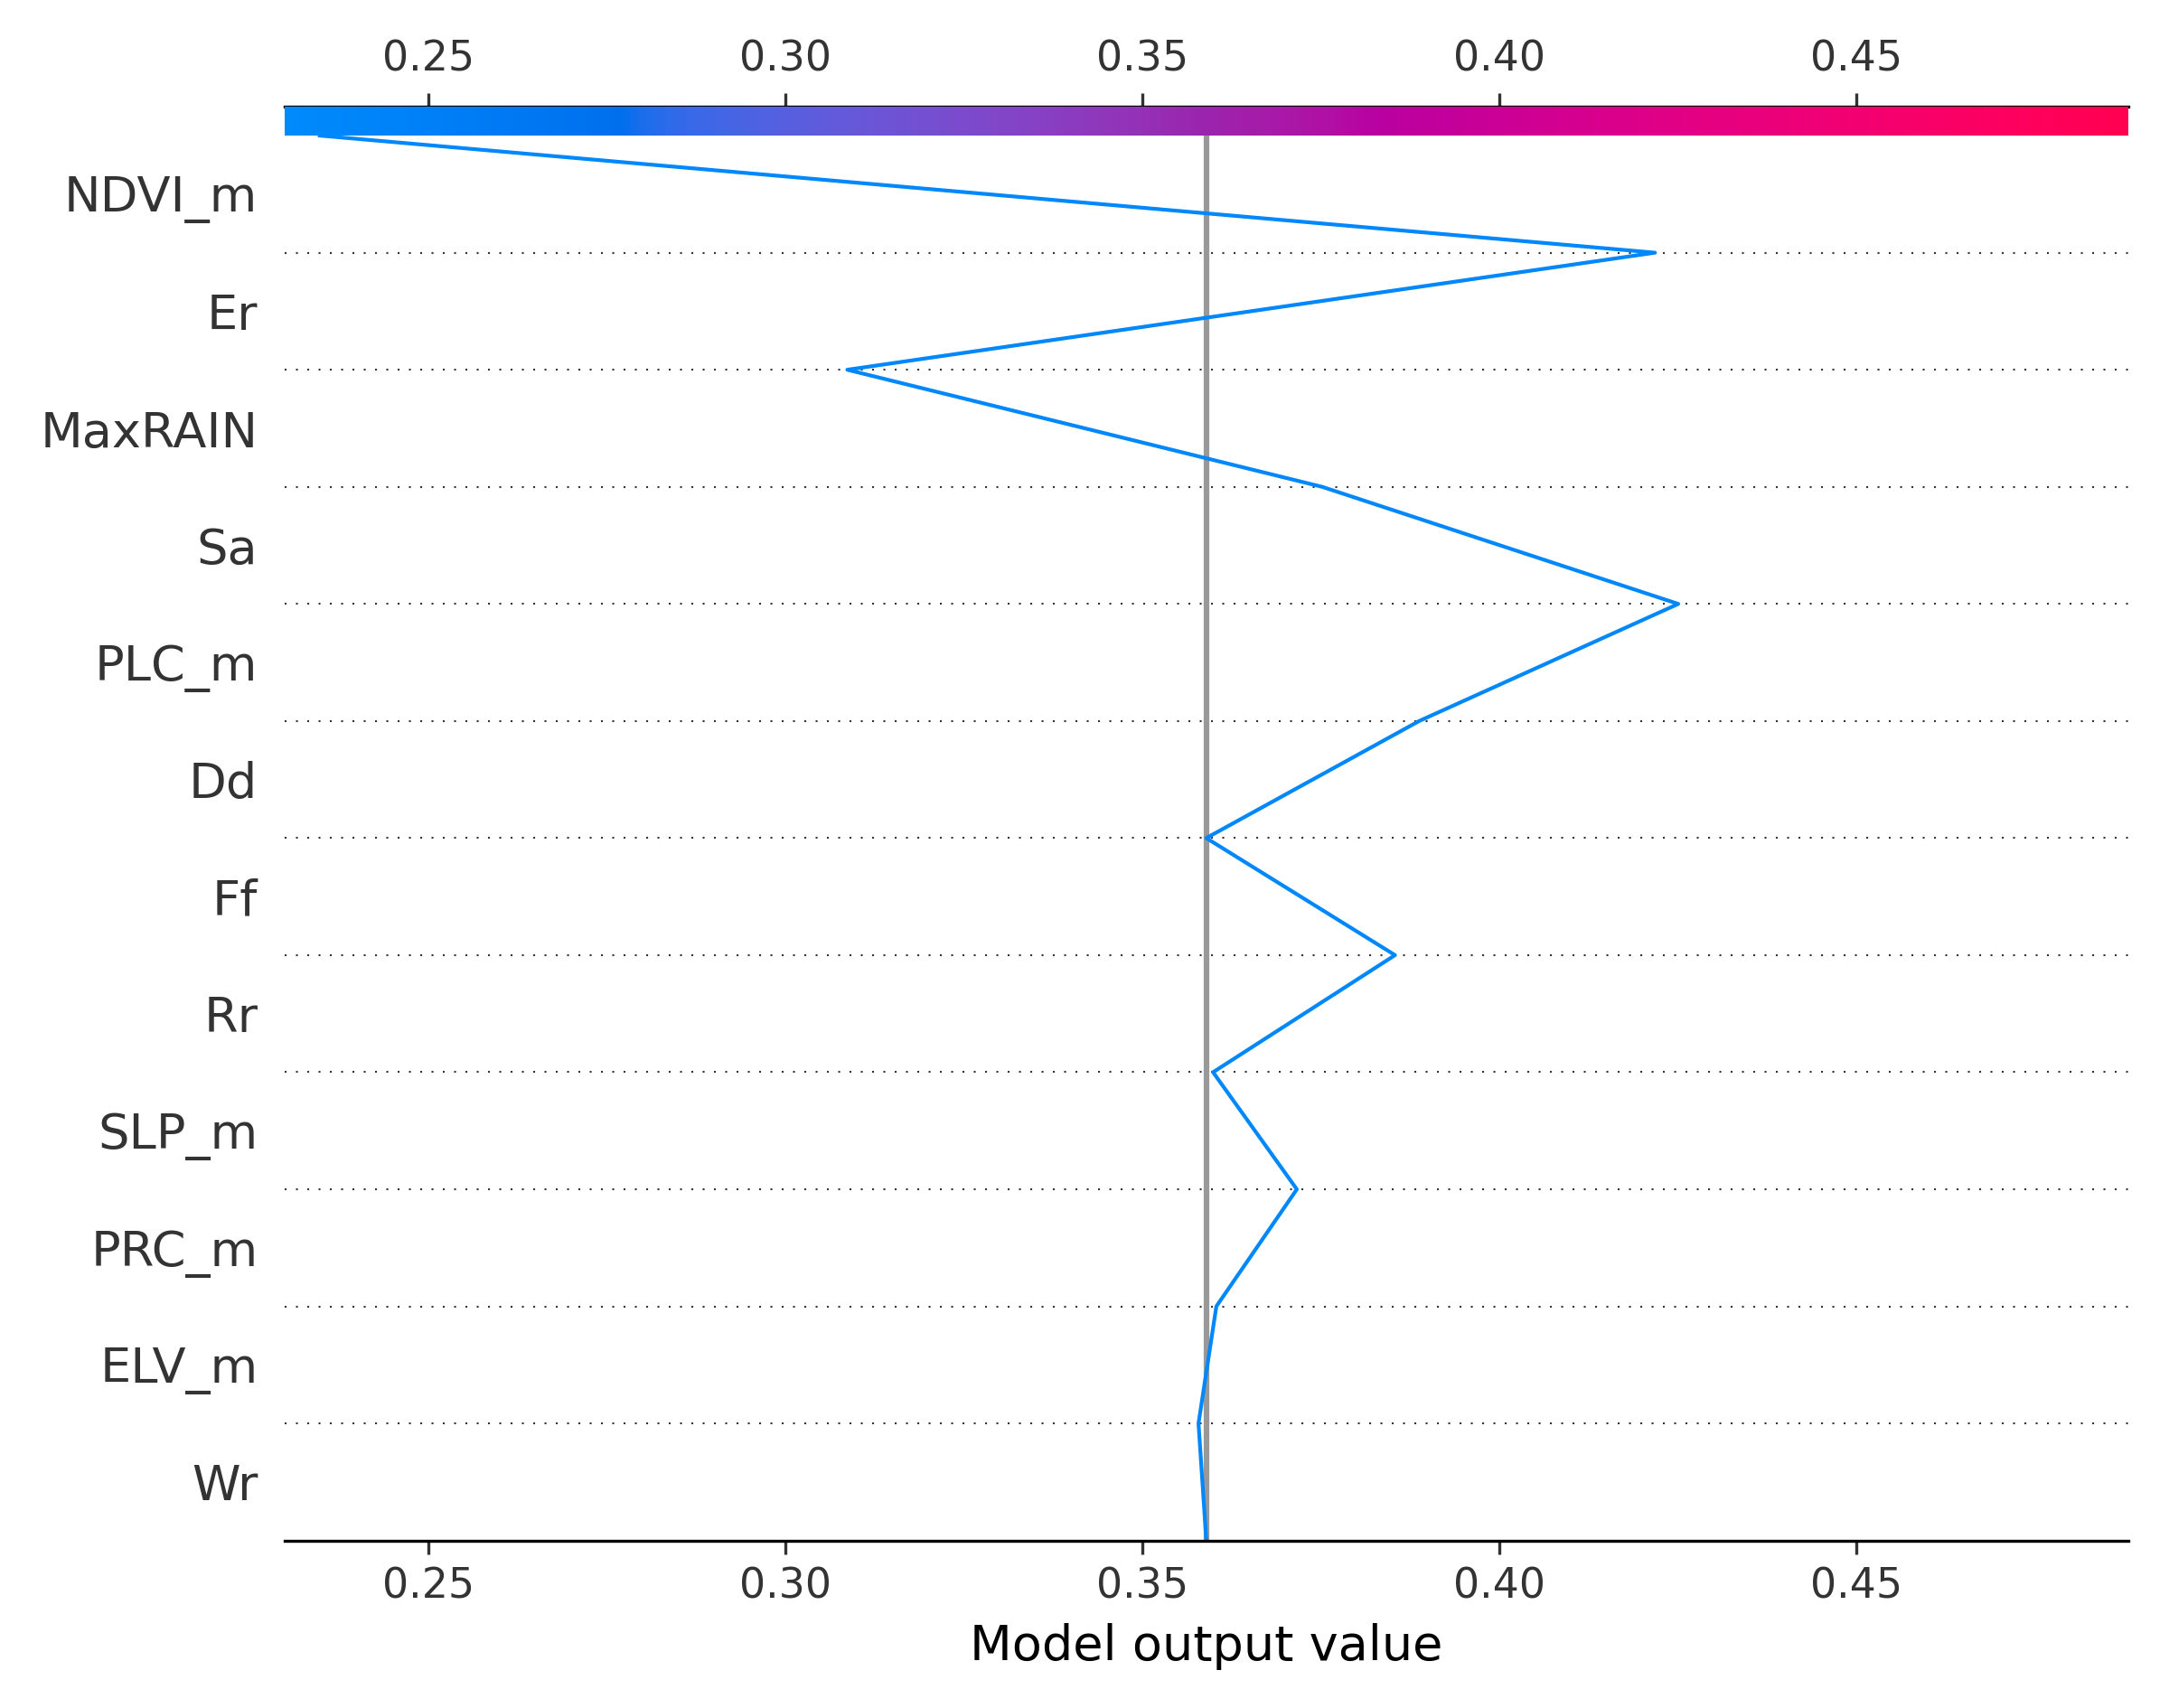 0.25 0.30 0.35 0.40 0.45
NDVI_m
Er
MaxRAIN
Sa
PLC_m
Dd
Ff
Rr
SLP_m
PRC_m
ELV_m
Wr
0.25 0.30 0.35 0.40 0.45
Model output value